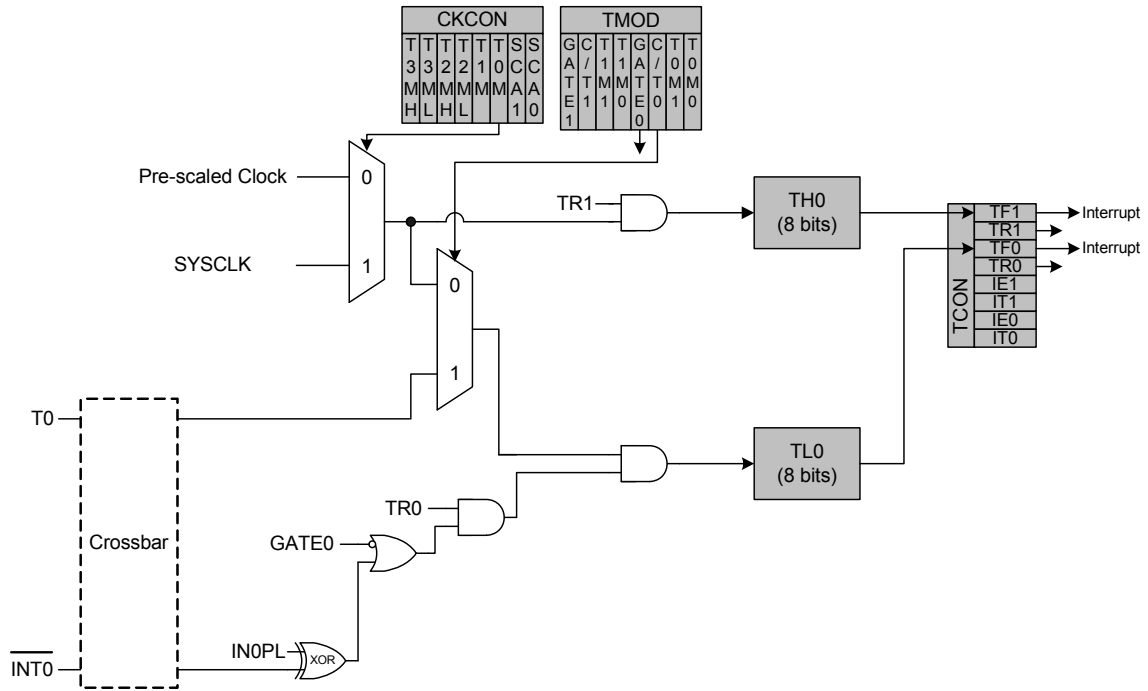 CKCON
T3MH
T3ML
T2MH
T2ML
T1M
T0M
SCA1
SCA0
TMOD
GATE1
C/T1
T1M1
T1M0
GATE0
C/T0
T0M1
T0M0
Pre-scaled Clock
0
SYSCLK
1
TR1
TH0
(8 bits)
TCON
TF1
TR1
TF0
TR0
IE1
IT1
IE0
IT0
Interrupt
Interrupt
0
1
T0
Crossbar
TL0
(8 bits)
TR0
GATE0
IN0PL
XOR
INT0